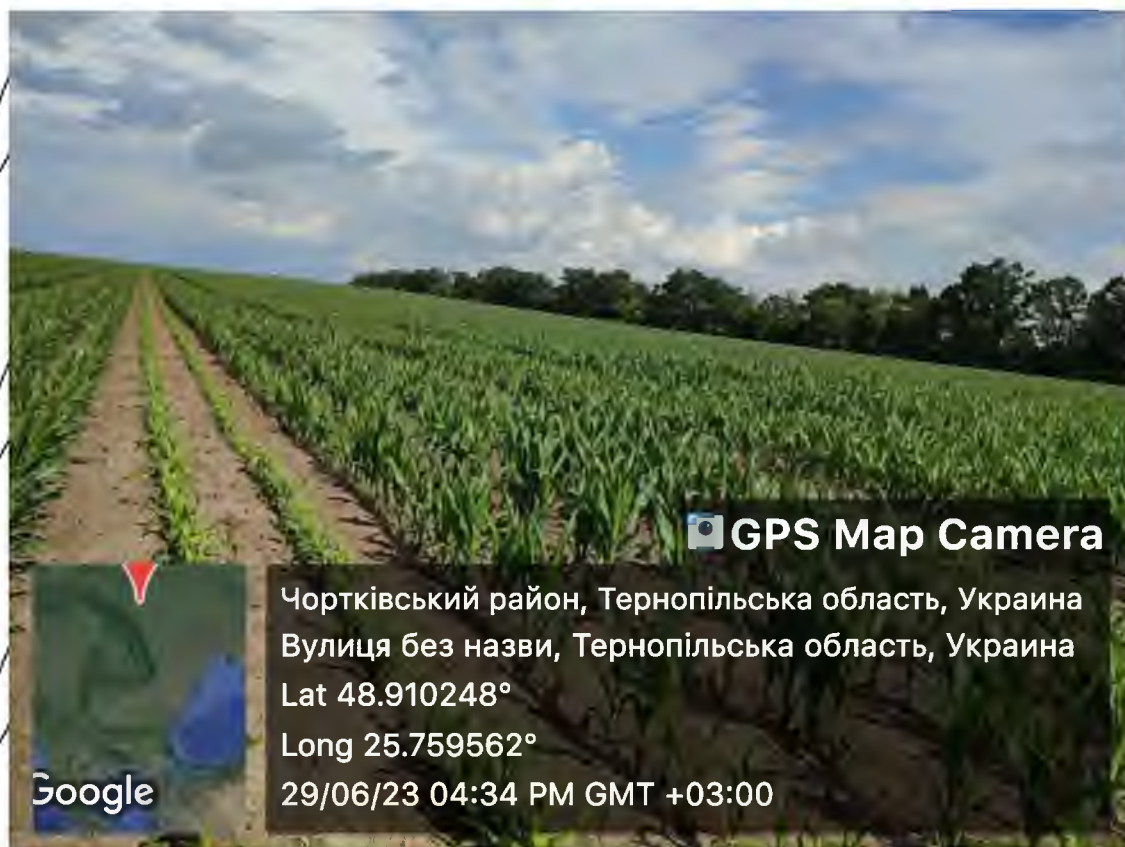 GPS Map Camera
Чортківський район, Тернопільська область, Украина
Вулиця без назви, Тернопільська область, Украина
Lat 48.910248°
Long 25.759562°
29/06/23 04:34 PM GMT +03:00
Google